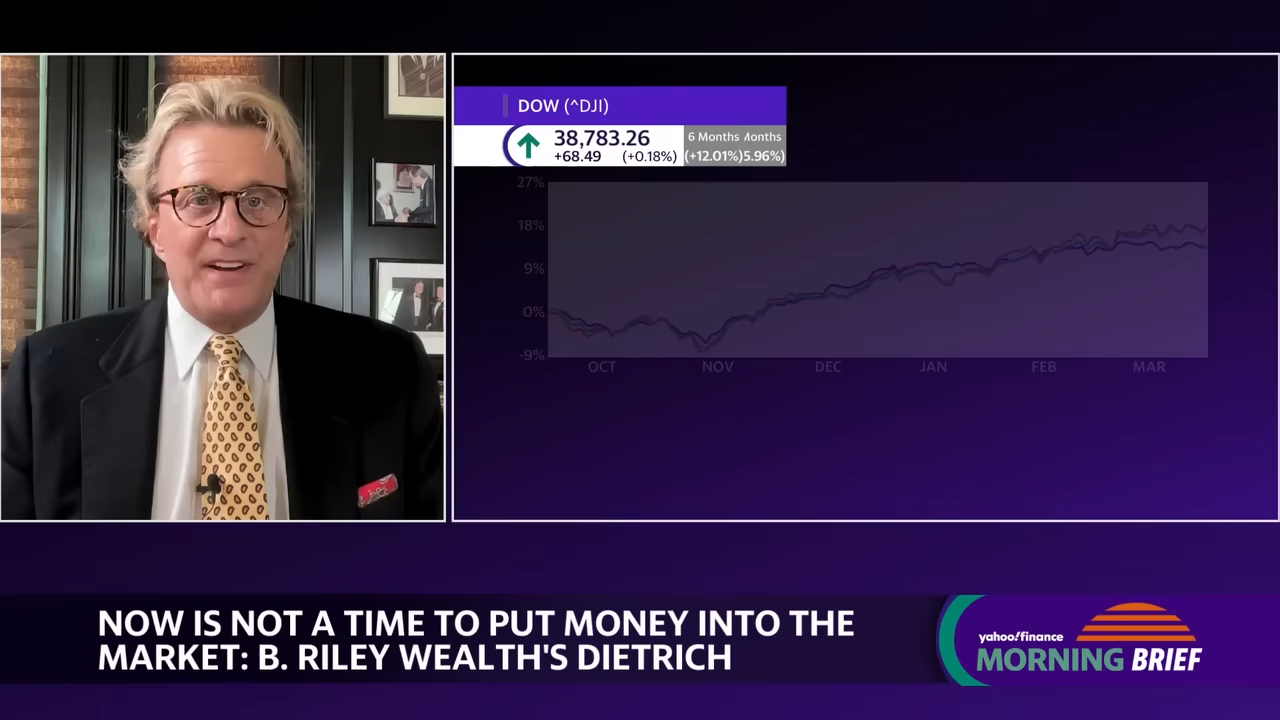 DOW (^DJI)
38,783.26
+68.49 (+0.18%)
6 Months
(+12.01%)5.96%)
27%
18%
9%
0%
-9%
OCT NOV DEC JAN FEB MAR
NOW IS NOT A TIME TO PUT MONEY INTO THE
MARKET: B. RILEY WEALTH'S DIETRICH
yahoo!finance
MORNING BRIEF